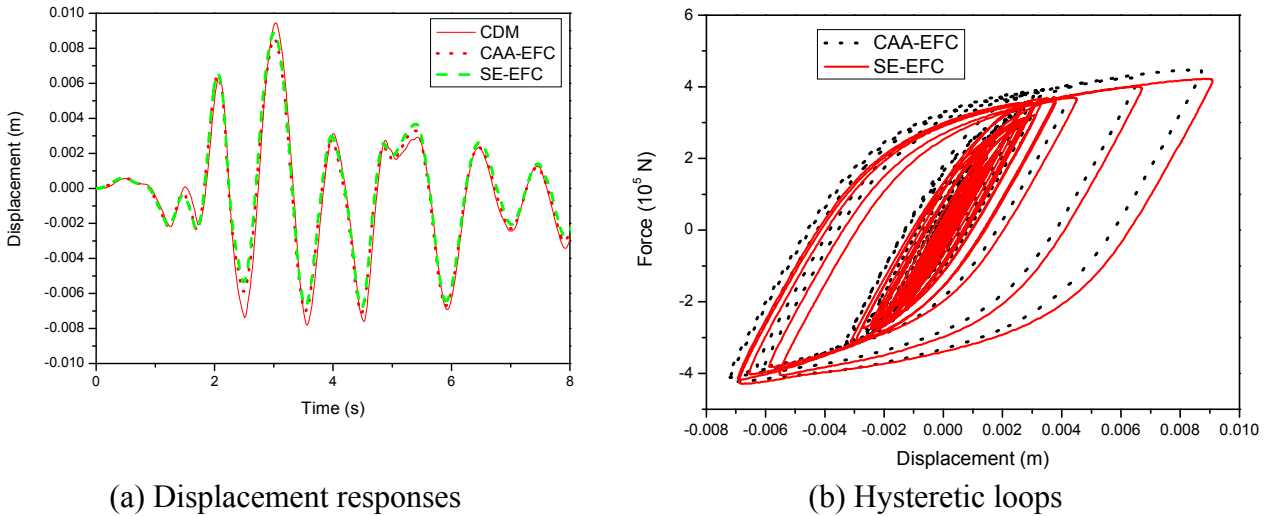 0.010
0.008
0.006
0.004
0.002
0.000
-0.002
-0.004
-0.006
-0.008
-0.010
Displacement (m)
CDM
CAA-EFC
SE-EFC
0 2 4 6 8
Time (s)
(a) Displacement responses
6
4
2
0
-2
-4
Force (10⁵ N)
CAA-EFC
SE-EFC
-0.008 -0.006 -0.004 -0.002 0.000 0.002 0.004 0.006 0.008 0.010
Displacement (m)
(b) Hysteretic loops